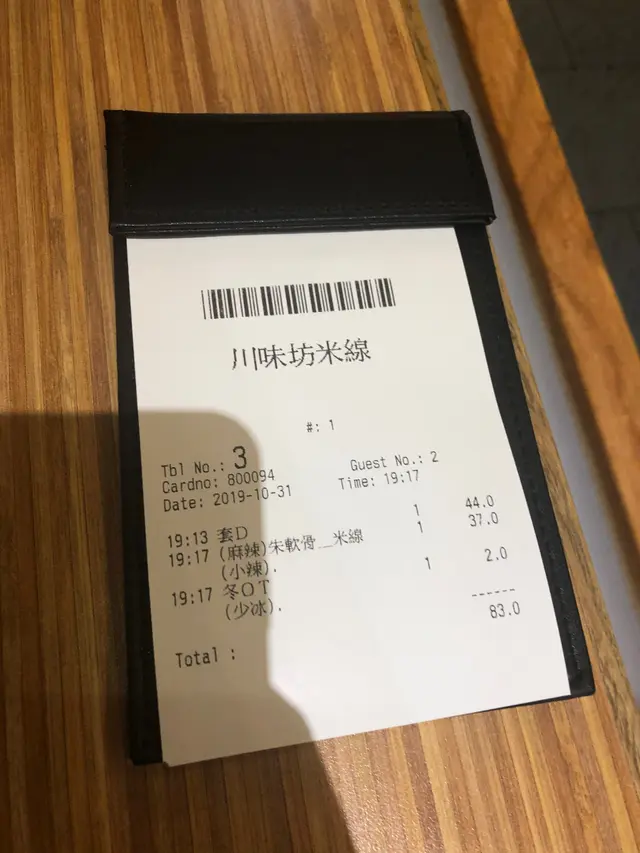 川味坊米線
#: 1
Tbl No.: 3 Guest No.: 2
Cardno: 800094 Time: 19:17
Date: 2019-10-31
19:13 套D 1 44.0
19:17 (麻辣)朱軟骨__米線 1 37.0
(小辣).
19:17 冬OT 1 2.0
(少冰).
------
Total : 83.0